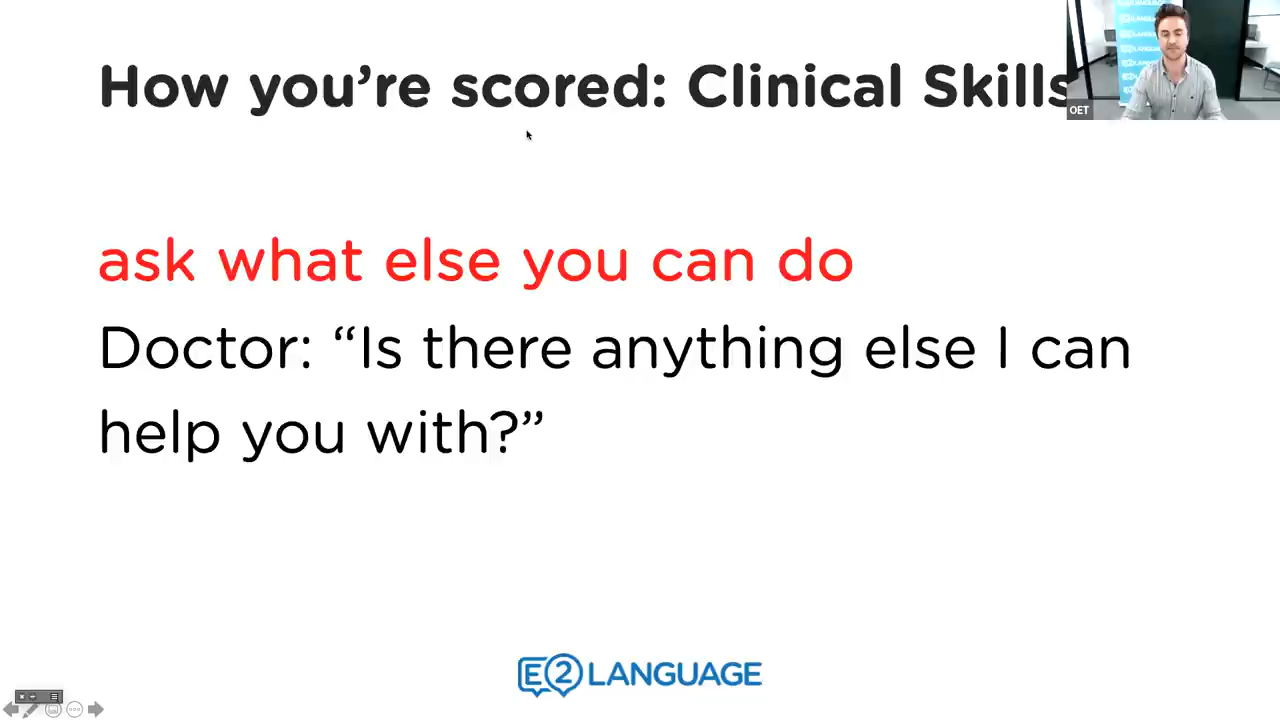 How you’re scored: Clinical Skills
OET
ask what else you can do
Doctor: “Is there anything else I can
help you with?”
E2 LANGUAGE